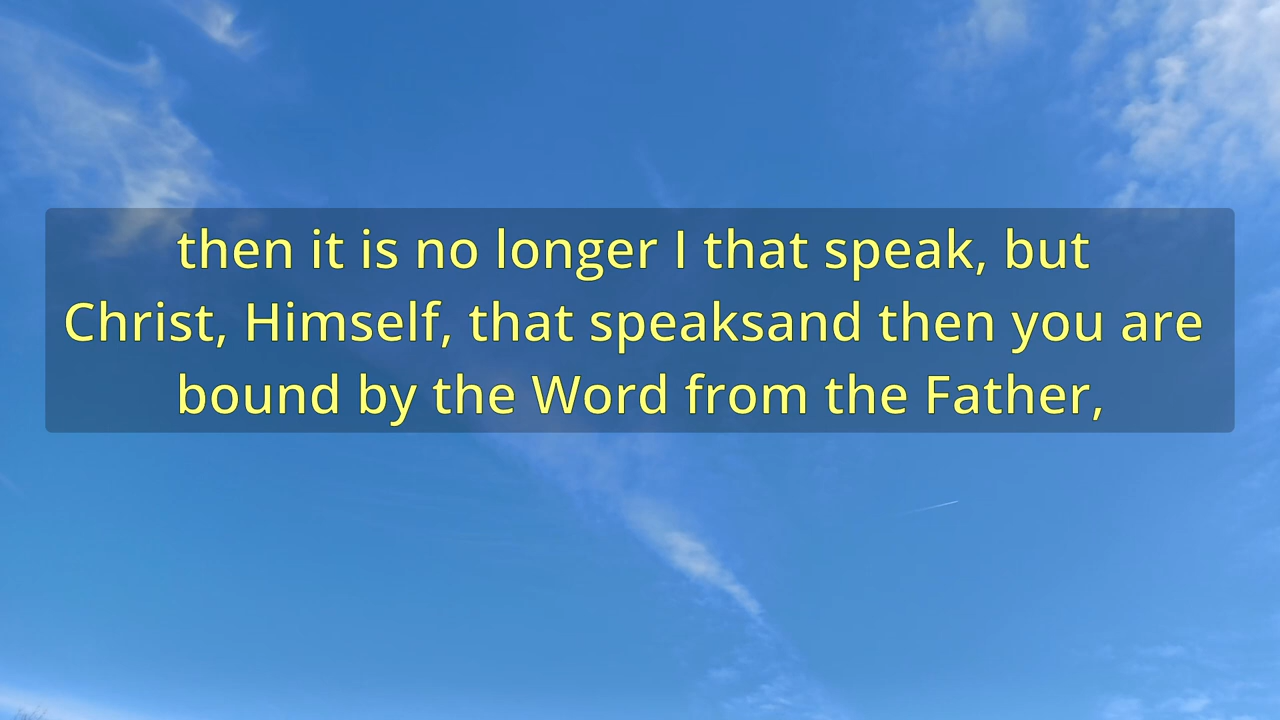 then it is no longer I that speak, but
Christ, Himself, that speaksand then you are
bound by the Word from the Father,